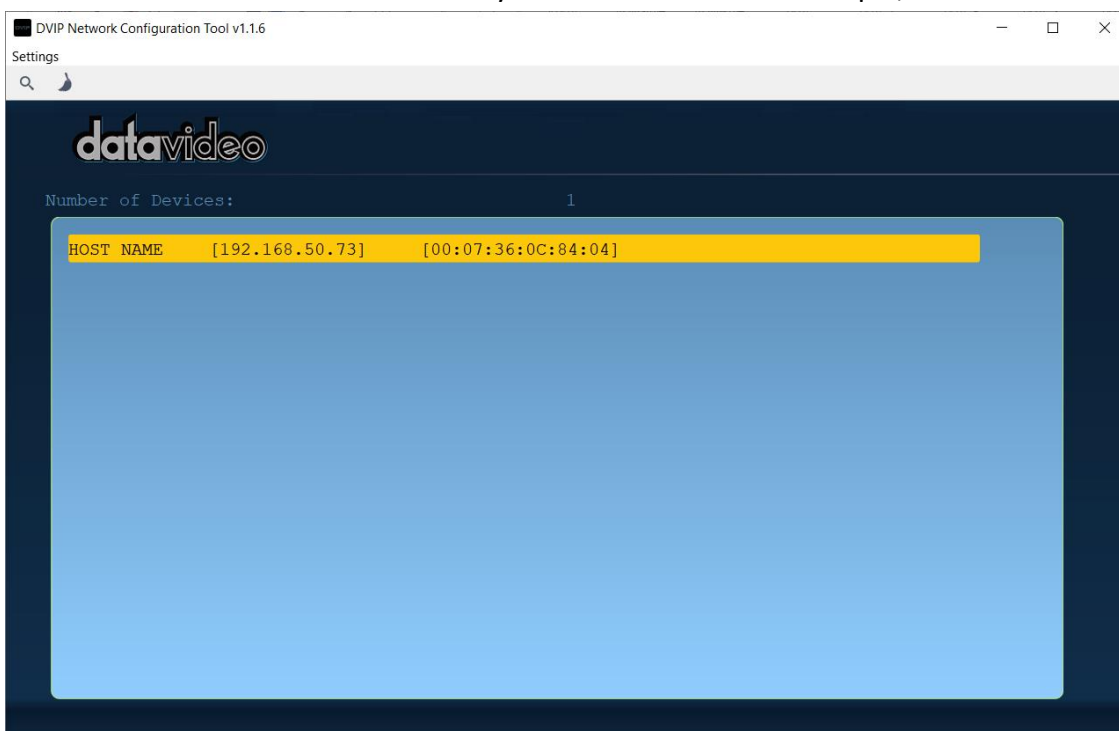 DVIP Network Configuration Tool v1.1.6
Settings
datavideo
Number of Devices: 1
HOST NAME [192.168.50.73] [00:07:36:0C:84:04]